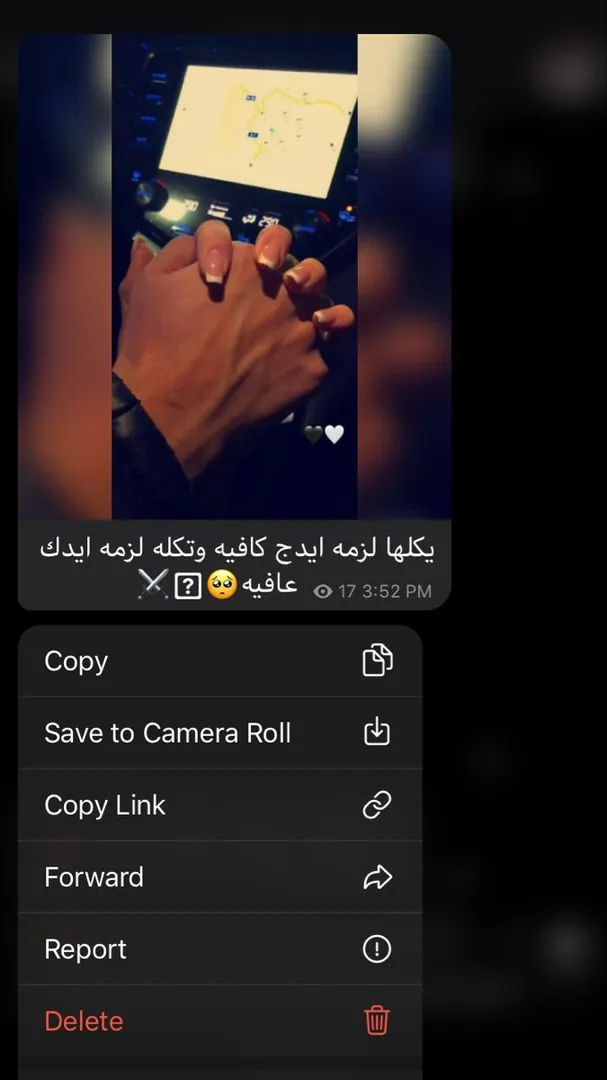 يكلها لزمه ايدج كافيه وتكله لزمه ايدك
عافيه🥺⍰⚔
17 3:52 PM
Copy
Save to Camera Roll
Copy Link
Forward
Report
Delete